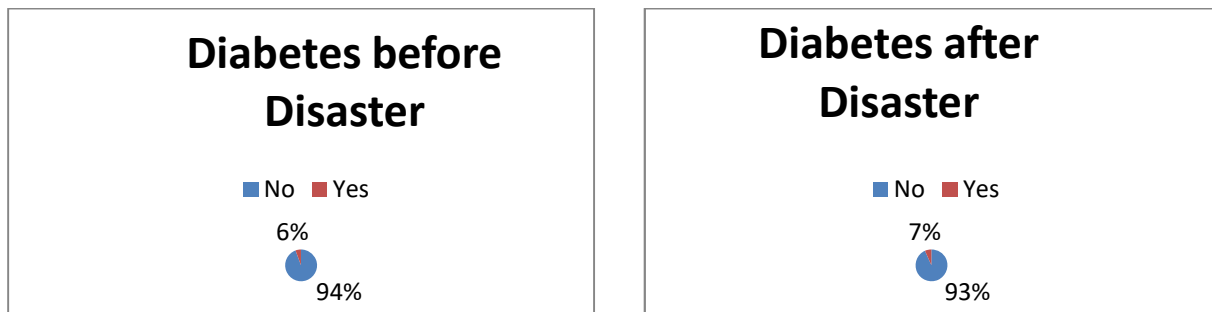 Diabetes before
Disaster
No Yes
6%
94%
Diabetes after
Disaster
No Yes
7%
93%